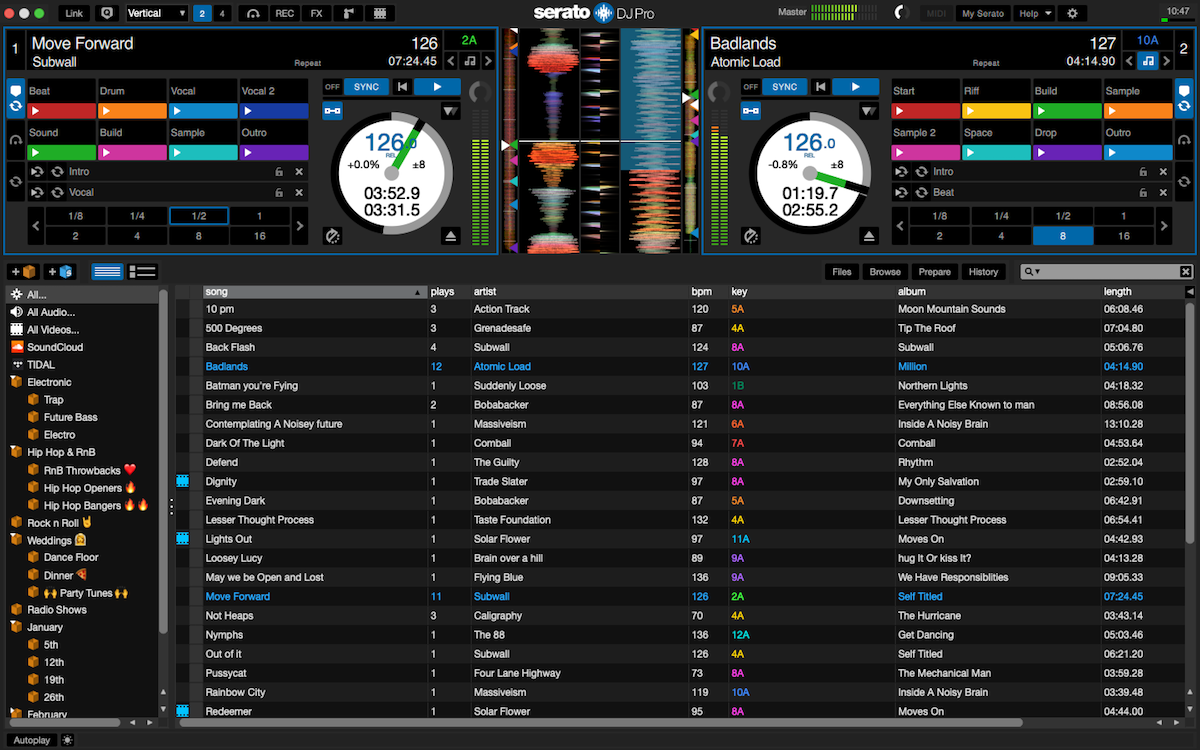 Link Vertical 2 4 REC FX serato DJ Pro Master MIDI My Serato Help 10:47
1 Move Forward 126 2A
Subwall Repeat 07:24.45
Badlands 127 10A 2
Atomic Load Repeat 04:14.90
Beat Drum Vocal Vocal 2 OFF SYNC
Sound Build Sample Outro
Intro
Vocal
1/8 1/4 1/2 1
2 4 8 16
126.0
REL
+0.0% ±8
03:52.9
03:31.5
OFF SYNC Start Riff Build Sample
Sample 2 Space Drop Outro
Intro
Beat
1/8 1/4 1/2 1
2 4 8 16
126.0
REL
-0.8% ±8
01:19.7
02:55.2
Files Browse Prepare History
All...
All Audio...
All Videos...
SoundCloud
TIDAL
Electronic
Trap
Future Bass
Electro
Hip Hop & RnB
RnB Throwbacks ❤️
Hip Hop Openers 🔥
Hip Hop Bangers 🔥🔥
Rock n Roll 🤘
Weddings 👰
Dance Floor
Dinner 🍕
🙌 Party Tunes 🙌
Radio Shows
January
5th
12th
19th
26th
February
song plays artist bpm key album length
10 pm 3 Action Track 120 5A Moon Mountain Sounds 06:08.46
500 Degrees 3 Grenadesafe 87 4A Tip The Roof 07:04.80
Back Flash 4 Subwall 124 8A Subwall 05:06.76
Badlands 12 Atomic Load 127 10A Million 04:14.90
Batman you're Fying 1 Suddenly Loose 103 1B Northern Lights 04:18.32
Bring me Back 2 Bobabacker 87 8A Everything Else Known to man 08:56.08
Contemplating A Noisey future 1 Massiveism 121 6A Inside A Noisy Brain 13:10.28
Dark Of The Light 1 Comball 94 7A Comball 04:53.64
Defend 1 The Guilty 128 8A Rhythm 02:52.04
Dignity 1 Trade Slater 97 8A My Only Salvation 02:59.10
Evening Dark 1 Bobabacker 87 5A Downsetting 06:42.91
Lesser Thought Process 1 Taste Foundation 132 4A Lesser Thought Process 06:54.41
Lights Out 1 Solar Flower 97 11A Moves On 04:42.93
Loosey Lucy 1 Brain over a hill 89 9A hug It Or kiss It? 04:13.28
May we be Open and Lost 1 Flying Blue 136 9A We Have Responsiblities 09:05.33
Move Forward 11 Subwall 126 2A Self Titled 07:24.45
Not Heaps 3 Caligraphy 70 4A The Hurricane 03:43.14
Nymphs 1 The 88 136 12A Get Dancing 05:03.46
Out of it 1 Subwall 126 4A Self Titled 06:21.20
Pussycat 1 Four Lane Highway 73 8A The Mechanical Man 03:59.28
Rainbow City 1 Massiveism 119 10A Inside A Noisy Brain 03:39.48
Redeemer 1 Solar Flower 95 8A Moves On 04:44.00
Autoplay